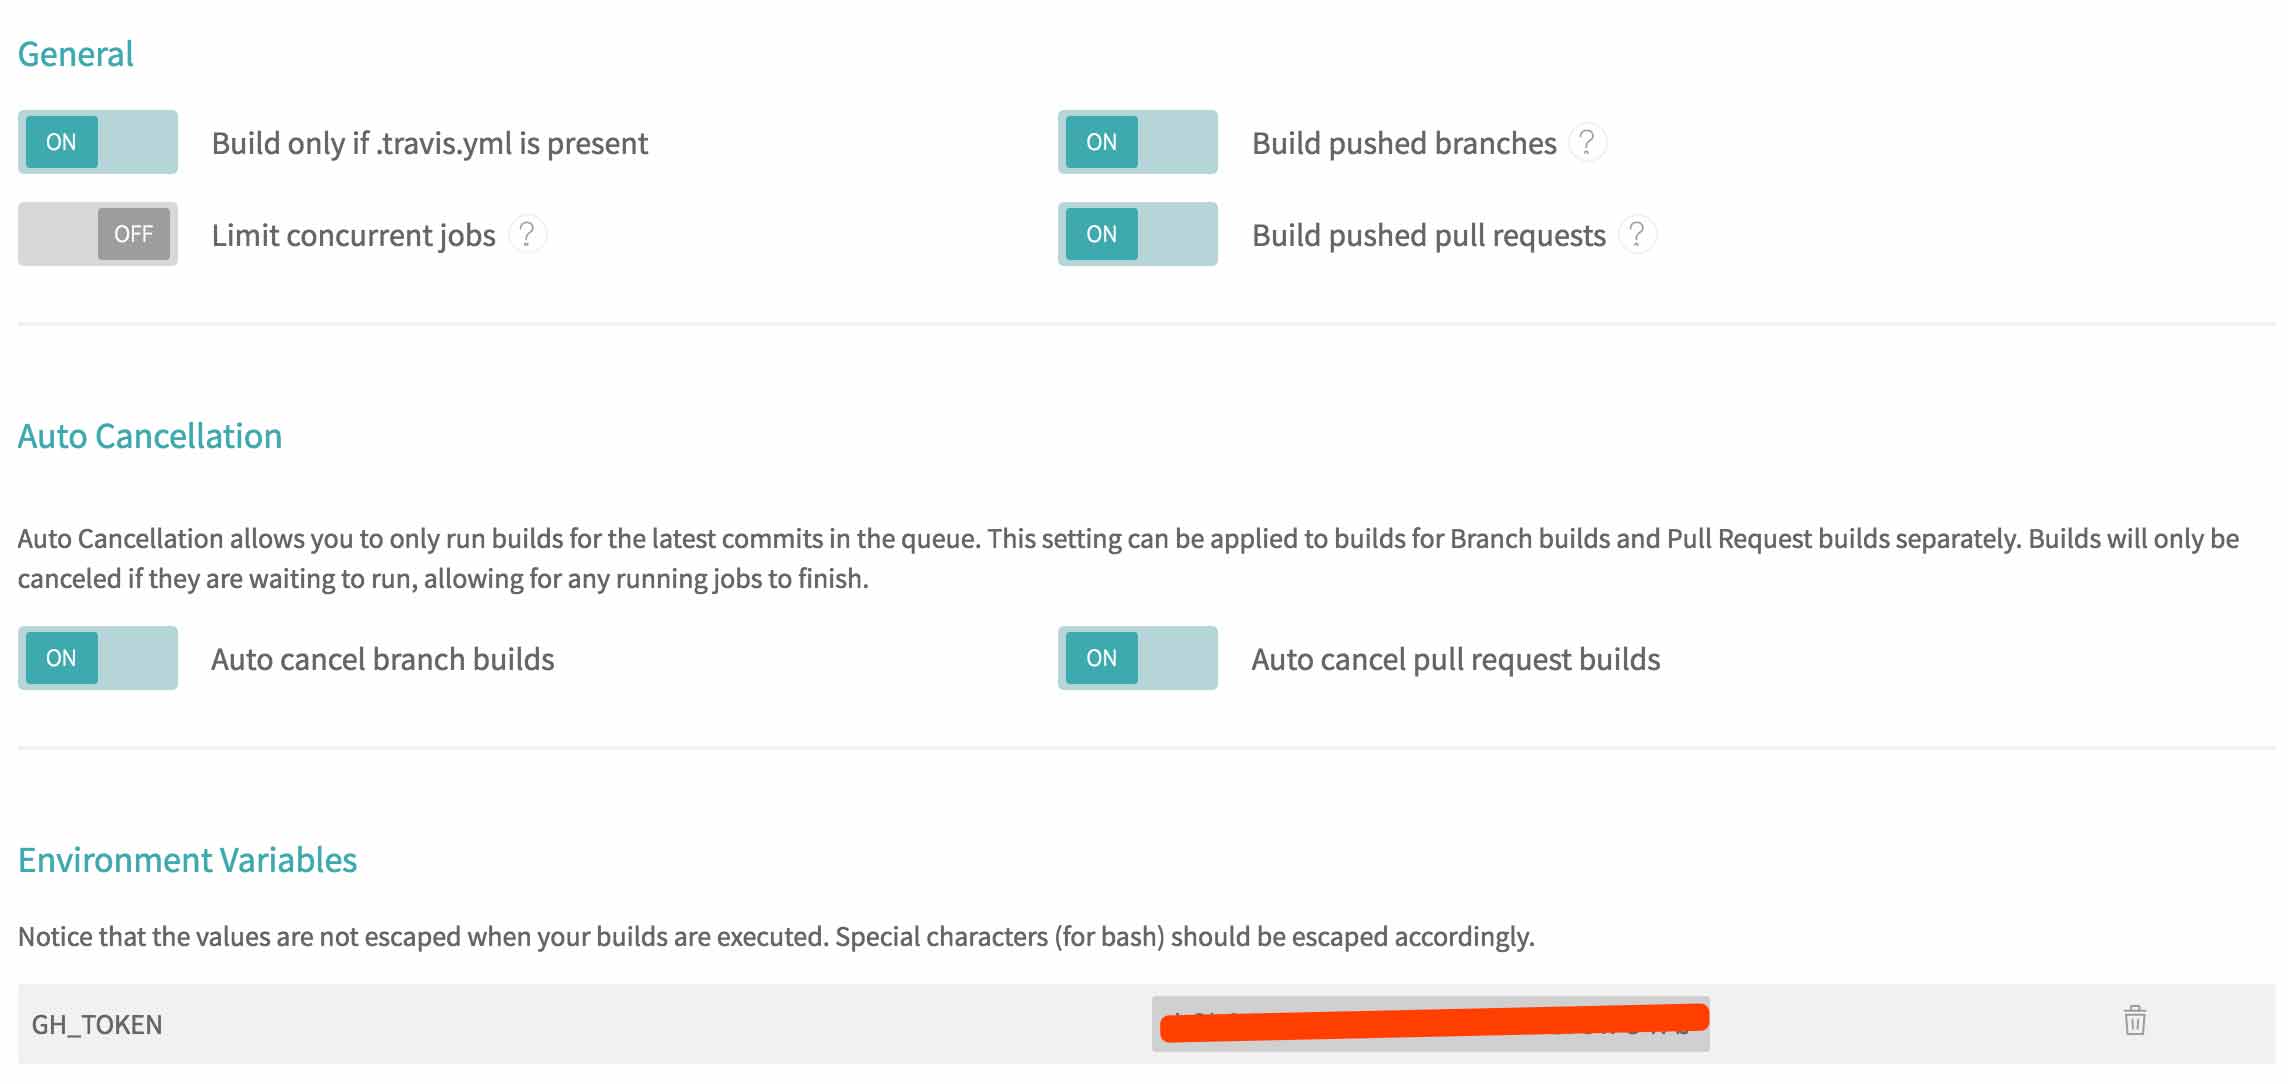 General
ON Build only if .travis.yml is present ON Build pushed branches ?
OFF Limit concurrent jobs ? ON Build pushed pull requests ?
Auto Cancellation
Auto Cancellation allows you to only run builds for the latest commits in the queue. This setting can be applied to builds for Branch builds and Pull Request builds separately. Builds will only be
canceled if they are waiting to run, allowing for any running jobs to finish.
ON Auto cancel branch builds ON Auto cancel pull request builds
Environment Variables
Notice that the values are not escaped when your builds are executed. Special characters (for bash) should be escaped accordingly.
GH_TOKEN